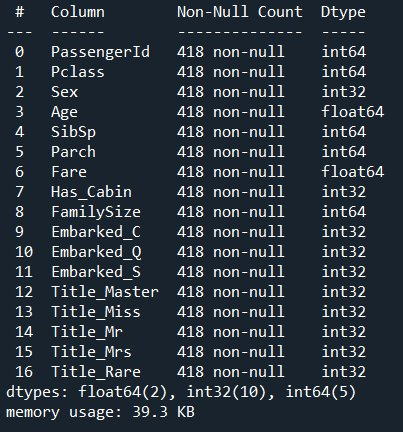 #   Column        Non-Null Count  Dtype
---  ------        --------------  -----
 0   PassengerId   418 non-null    int64
 1   Pclass        418 non-null    int64
 2   Sex           418 non-null    int32
 3   Age           418 non-null    float64
 4   SibSp         418 non-null    int64
 5   Parch         418 non-null    int64
 6   Fare          418 non-null    float64
 7   Has_Cabin     418 non-null    int32
 8   FamilySize    418 non-null    int64
 9   Embarked_C    418 non-null    int32
 10  Embarked_Q    418 non-null    int32
 11  Embarked_S    418 non-null    int32
 12  Title_Master  418 non-null    int32
 13  Title_Miss    418 non-null    int32
 14  Title_Mr      418 non-null    int32
 15  Title_Mrs     418 non-null    int32
 16  Title_Rare    418 non-null    int32
dtypes: float64(2), int32(10), int64(5)
memory usage: 39.3 KB